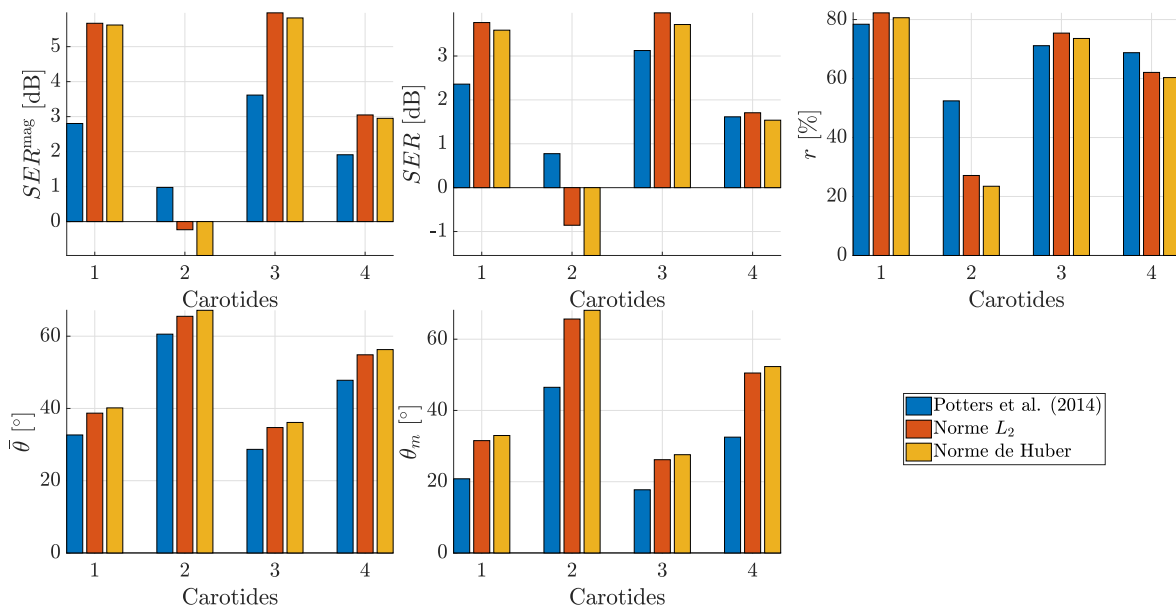 5
4
3
2
1
0
SER^mag [dB]
1 2 3 4
Carotides
3
2
1
0
-1
SER [dB]
1 2 3 4
Carotides
80
60
40
20
0
r [%]
1 2 3 4
Carotides
60
40
20
0
θ̄ [°]
1 2 3 4
Carotides
60
40
20
0
θ_m [°]
1 2 3 4
Carotides
Potters et al. (2014)
Norme L₂
Norme de Huber